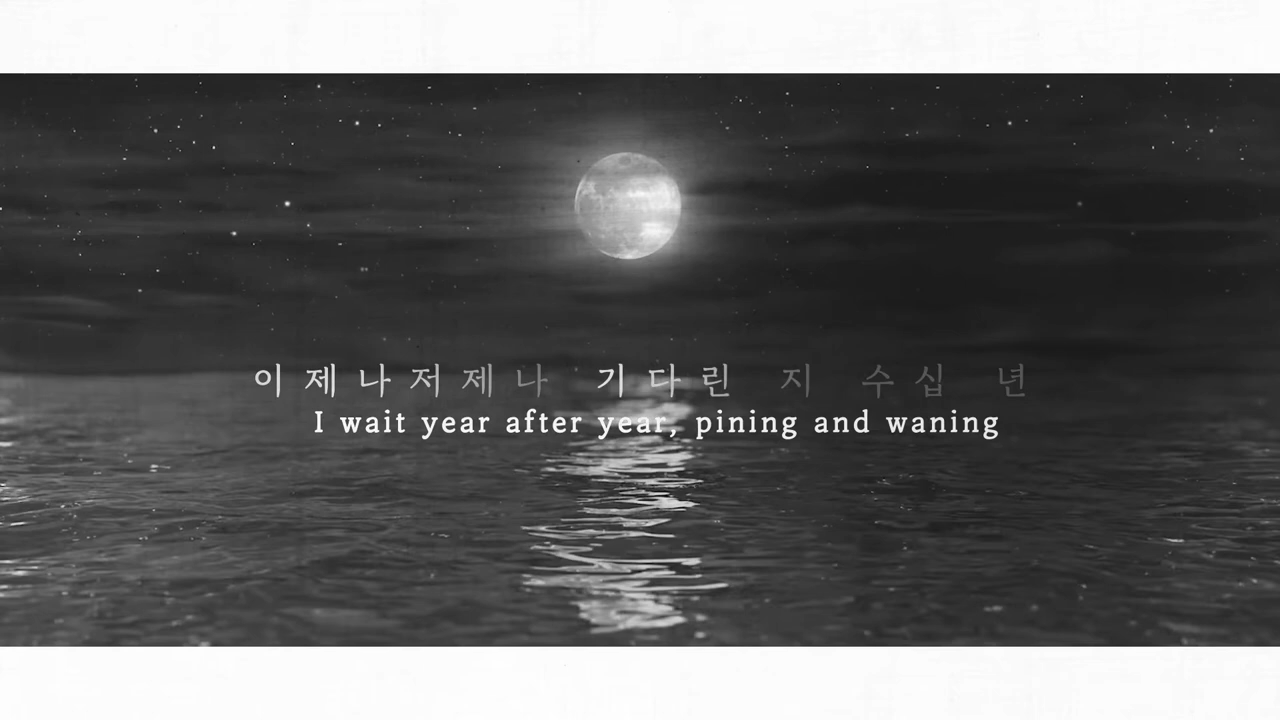 이제나저제나 기다린 지 수십 년
I wait year after year, pining and waning